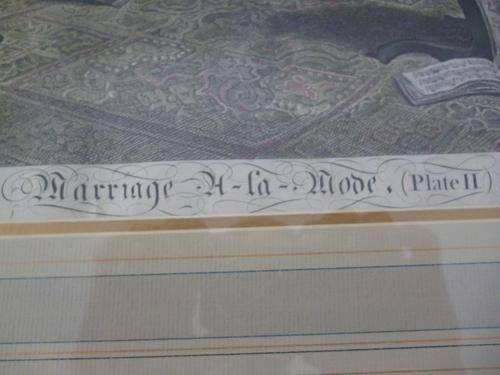 Marriage A-la-Mode, (Plate II)